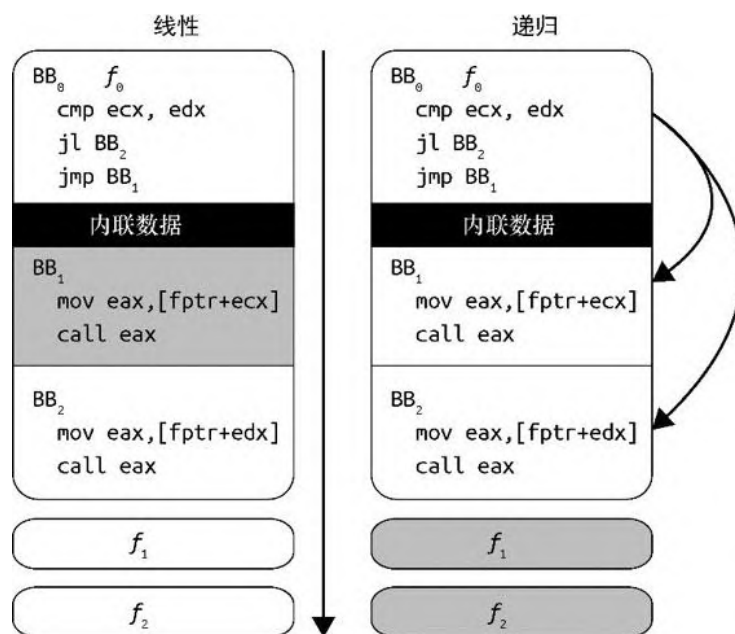 线性
BB₀ f₀
cmp ecx, edx
jl BB₂
jmp BB₁
内联数据
BB₁
mov eax,[fptr+ecx]
call eax
BB₂
mov eax,[fptr+edx]
call eax
f₁
f₂
递归
BB₀ f₀
cmp ecx, edx
jl BB₂
jmp BB₁
内联数据
BB₁
mov eax,[fptr+ecx]
call eax
BB₂
mov eax,[fptr+edx]
call eax
f₁
f₂